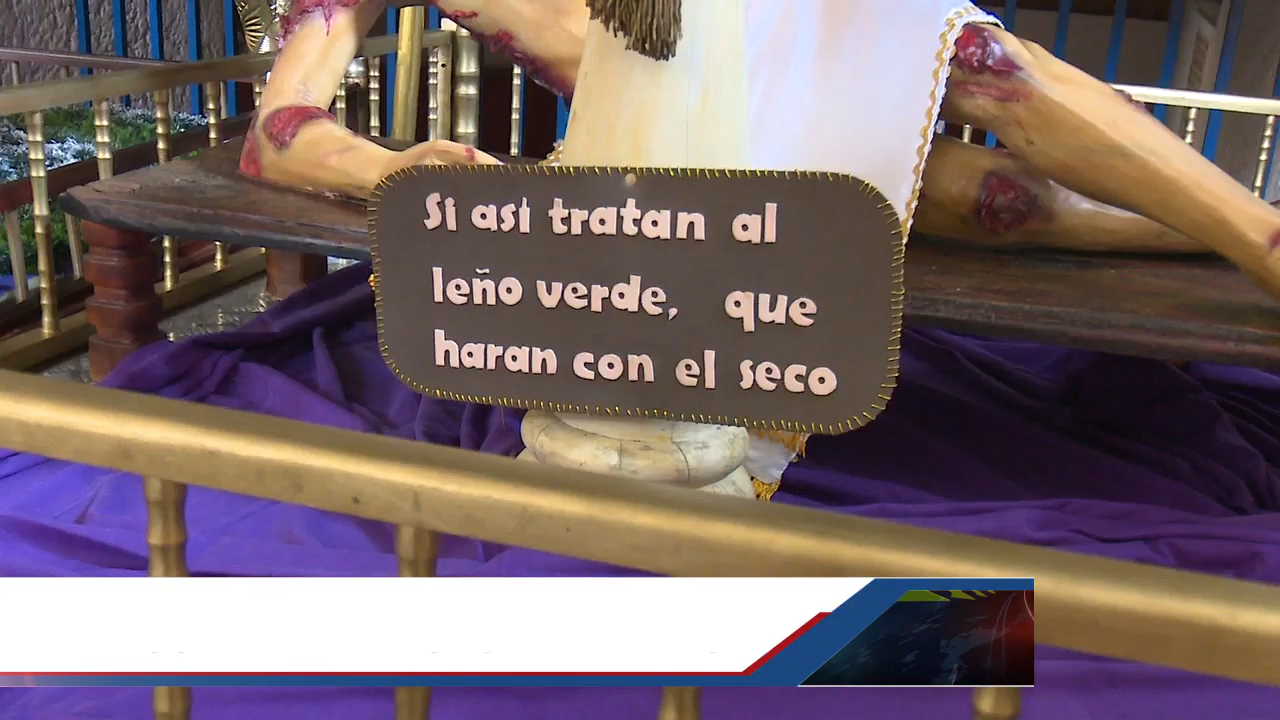 Si asi tratan al
leño verde, que
haran con el seco